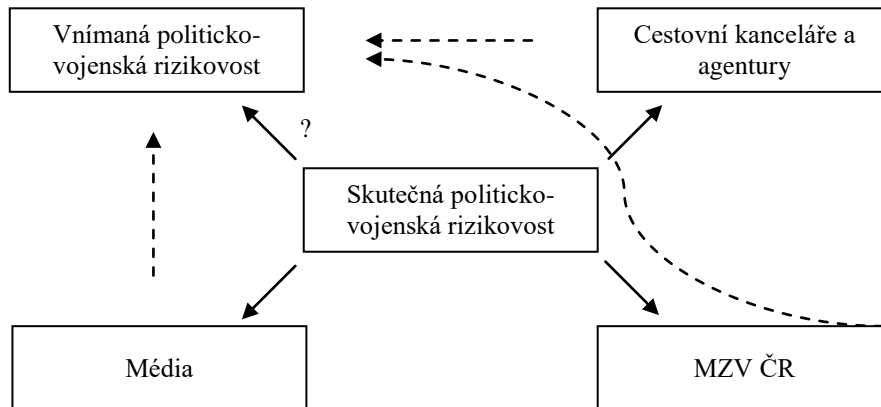 Vnímaná politicko-
vojenská rizikovost
Cestovní kanceláře a
agentury
?
Skutečná politicko-
vojenská rizikovost
Média
MZV ČR